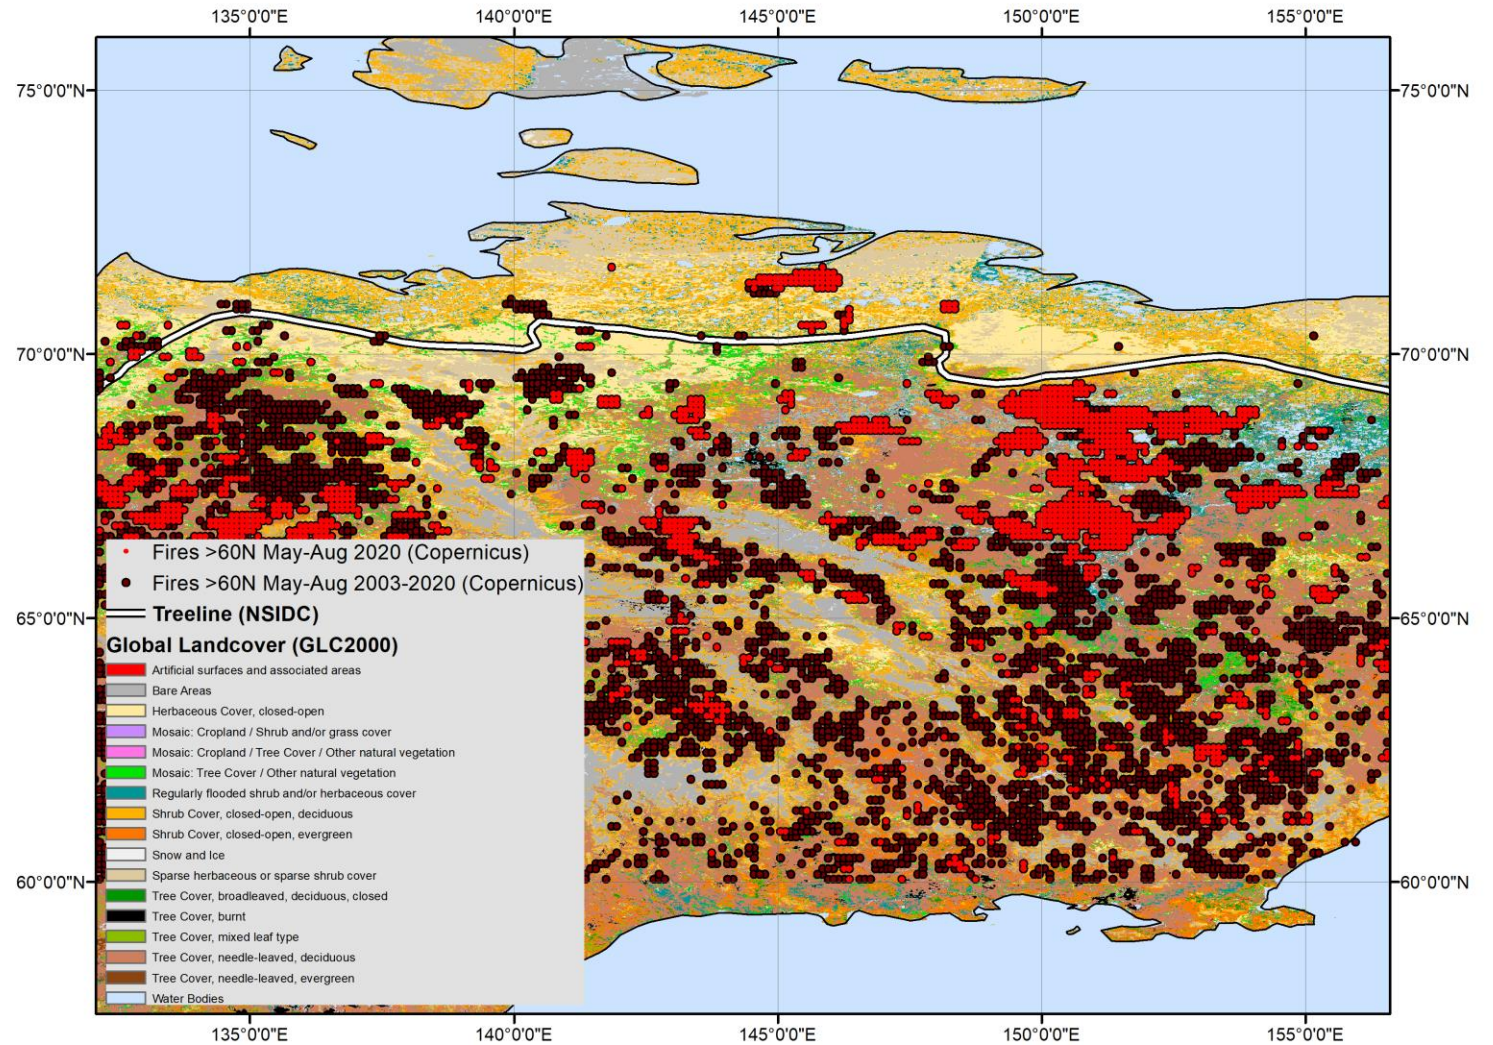 135°0'0"E 140°0'0"E 145°0'0"E 150°0'0"E 155°0'0"E
75°0'0"N 75°0'0"N
70°0'0"N 70°0'0"N
Fires >60N May-Aug 2020 (Copernicus)
Fires >60N May-Aug 2003-2020 (Copernicus)
Treeline (NSIDC)
65°0'0"N 65°0'0"N
Global Landcover (GLC2000)
Artificial surfaces and associated areas
Bare Areas
Herbaceous Cover, closed-open
Mosaic: Cropland / Shrub and/or grass cover
Mosaic: Cropland / Tree Cover / Other natural vegetation
Mosaic: Tree Cover / Other natural vegetation
Regularly flooded shrub and/or herbaceous cover
Shrub Cover, closed-open, deciduous
Shrub Cover, closed-open, evergreen
Snow and Ice
Sparse herbaceous or sparse shrub cover
60°0'0"N 60°0'0"N
Tree Cover, broadleaved, deciduous, closed
Tree Cover, burnt
Tree Cover, mixed leaf type
Tree Cover, needle-leaved, deciduous
Tree Cover, needle-leaved, evergreen
Water Bodies
135°0'0"E 140°0'0"E 145°0'0"E 150°0'0"E 155°0'0"E